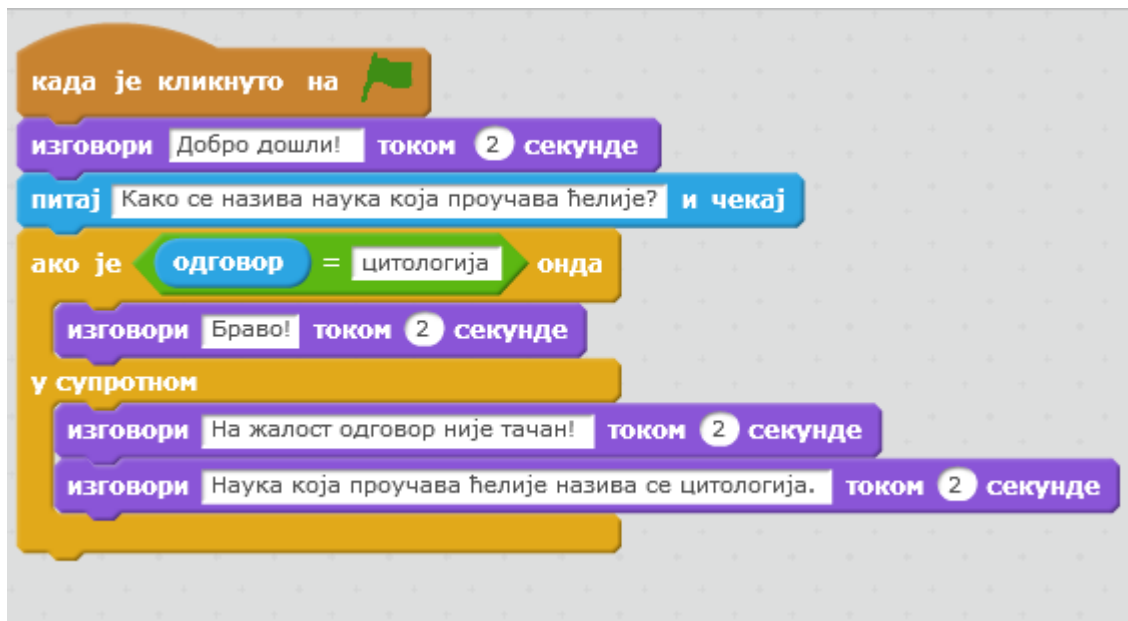 када је кликнуто на
изговори Добро дошли! током 2 секунде
питај Како се назива наука која проучава ћелије? и чекај
ако је одговор = цитологија онда
изговори Браво! током 2 секунде
у супротном
изговори На жалост одговор није тачан! током 2 секунде
изговори Наука која проучава ћелије назива се цитологија. током 2 секунде